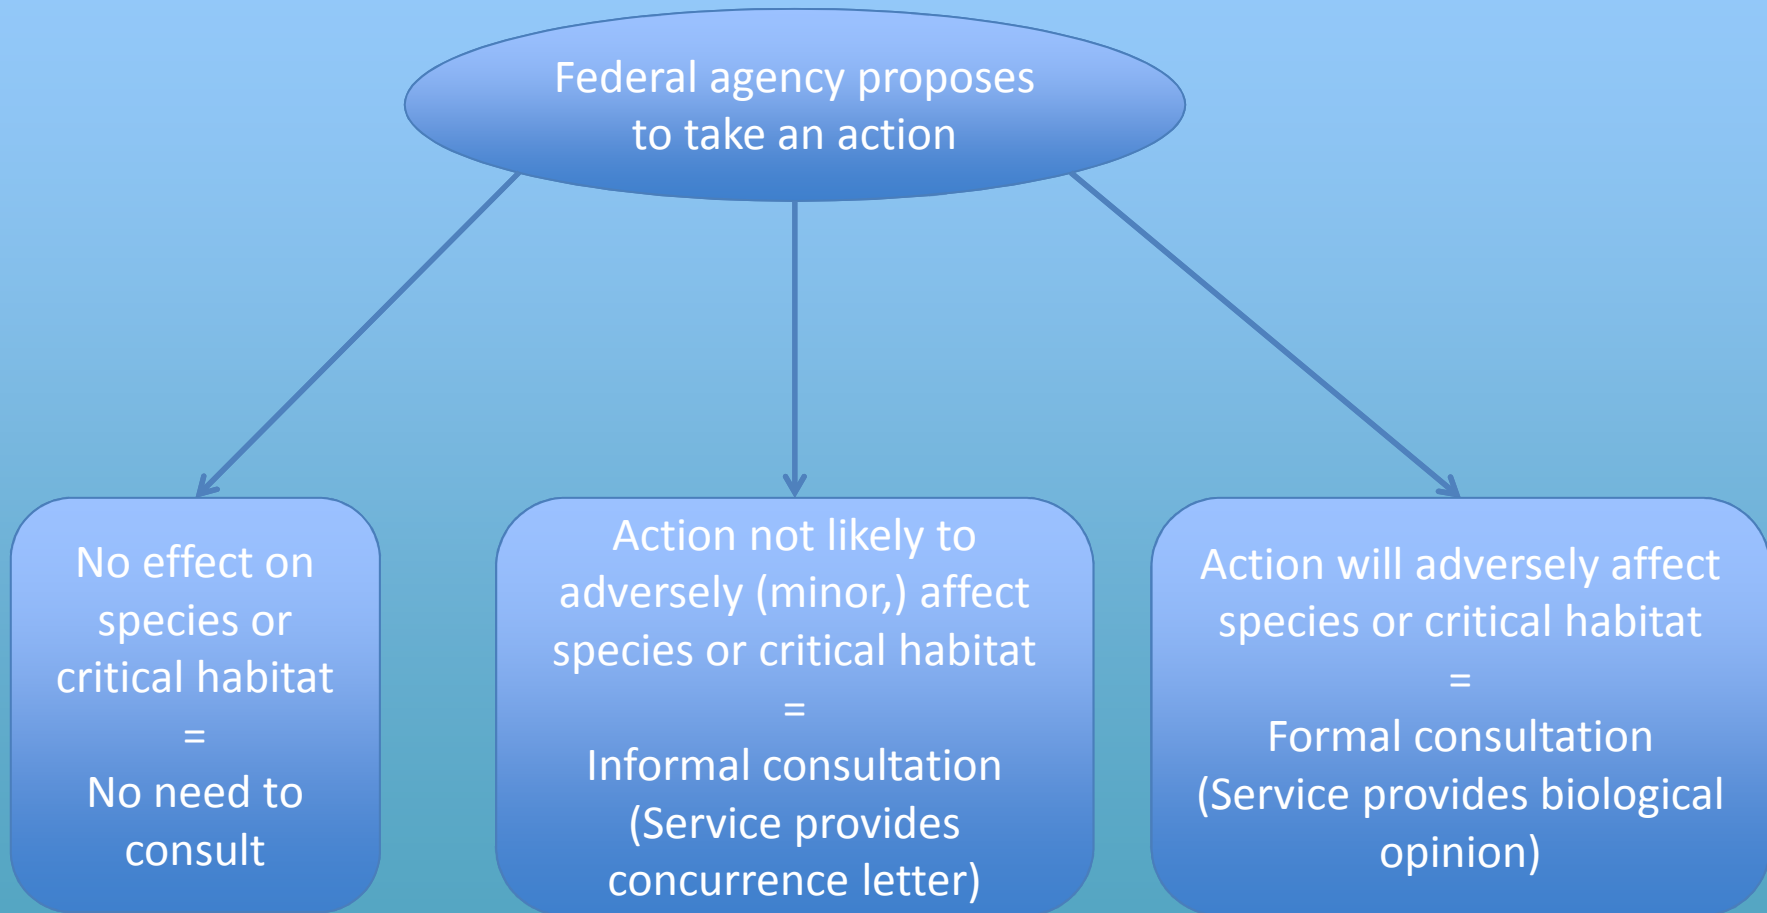 Federal agency proposes
to take an action
No effect on
species or
critical habitat
=
No need to
consult
Action not likely to
adversely (minor,) affect
species or critical habitat
=
Informal consultation
(Service provides
concurrence letter)
Action will adversely affect
species or critical habitat
=
Formal consultation
(Service provides biological
opinion)